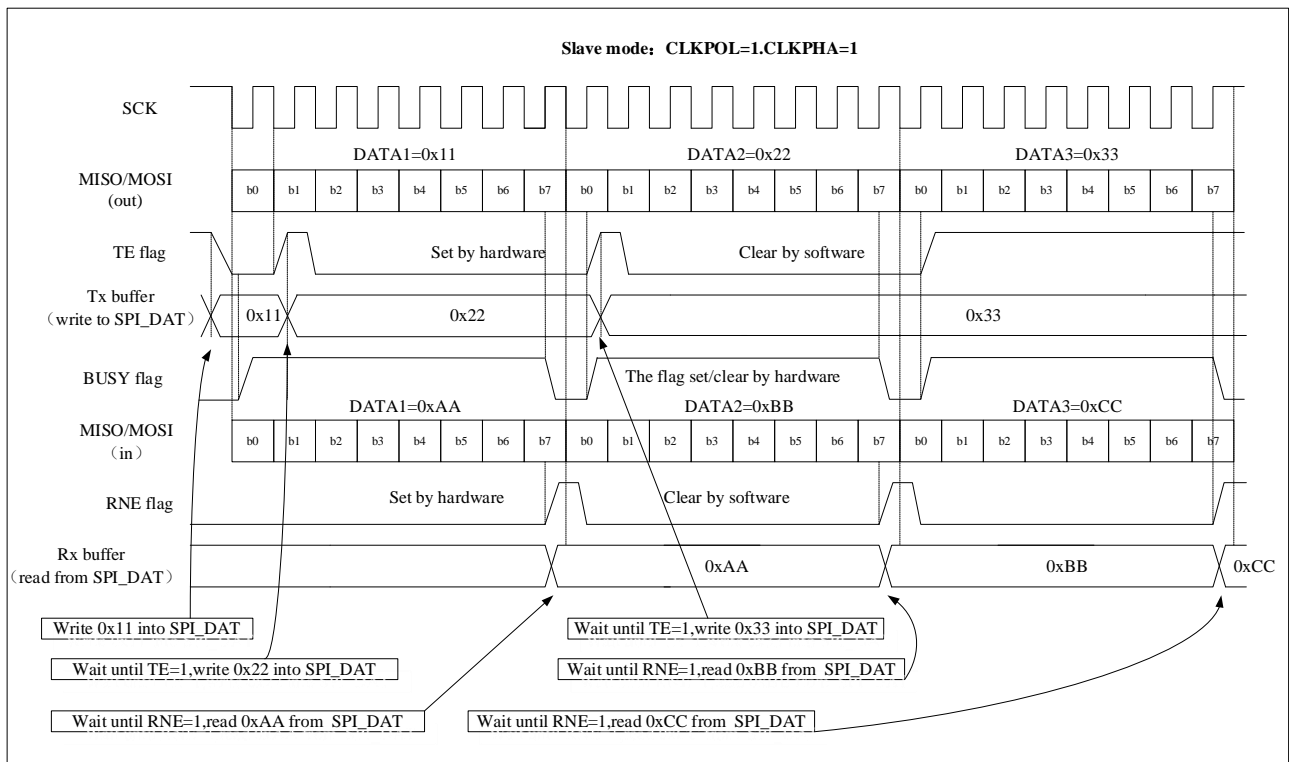 Slave mode：CLKPOL=1.CLKPHA=1
SCK
DATA1=0x11 DATA2=0x22 DATA3=0x33
MISO/MOSI
(out)
b0 b1 b2 b3 b4 b5 b6 b7 b0 b1 b2 b3 b4 b5 b6 b7 b0 b1 b2 b3 b4 b5 b6 b7
TE flag Set by hardware Clear by software
Tx buffer
（write to SPI_DAT）
0x11 0x22 0x33
BUSY flag The flag set/clear by hardware
DATA1=0xAA DATA2=0xBB DATA3=0xCC
MISO/MOSI
（in）
b0 b1 b2 b3 b4 b5 b6 b7 b0 b1 b2 b3 b4 b5 b6 b7 b0 b1 b2 b3 b4 b5 b6 b7
RNE flag Set by hardware Clear by software
Rx buffer
（read from SPI_DAT）
0xAA 0xBB 0xCC
Write 0x11 into SPI_DAT Wait until TE=1,write 0x33 into SPI_DAT
Wait until TE=1,write 0x22 into SPI_DAT Wait until RNE=1,read 0xBB from SPI_DAT
Wait until RNE=1,read 0xAA from SPI_DAT Wait until RNE=1,read 0xCC from SPI_DAT